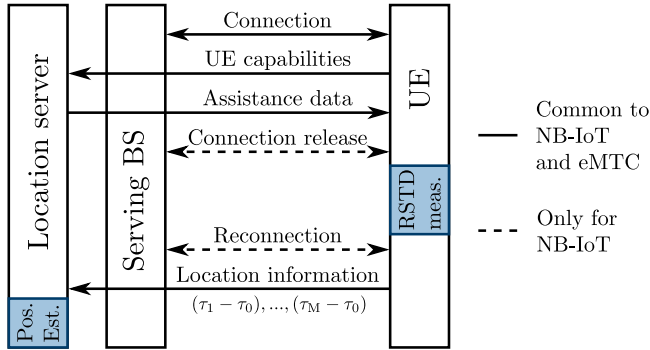 Connection
UE capabilities
Assistance data
Connection release
Reconnection
Location information
(τ₁ − τ₀), ..., (τ_M − τ₀)
Location server
Pos.
Est.
Serving BS
UE
RSTD
meas.
Common to
NB-IoT
and eMTC
Only for
NB-IoT